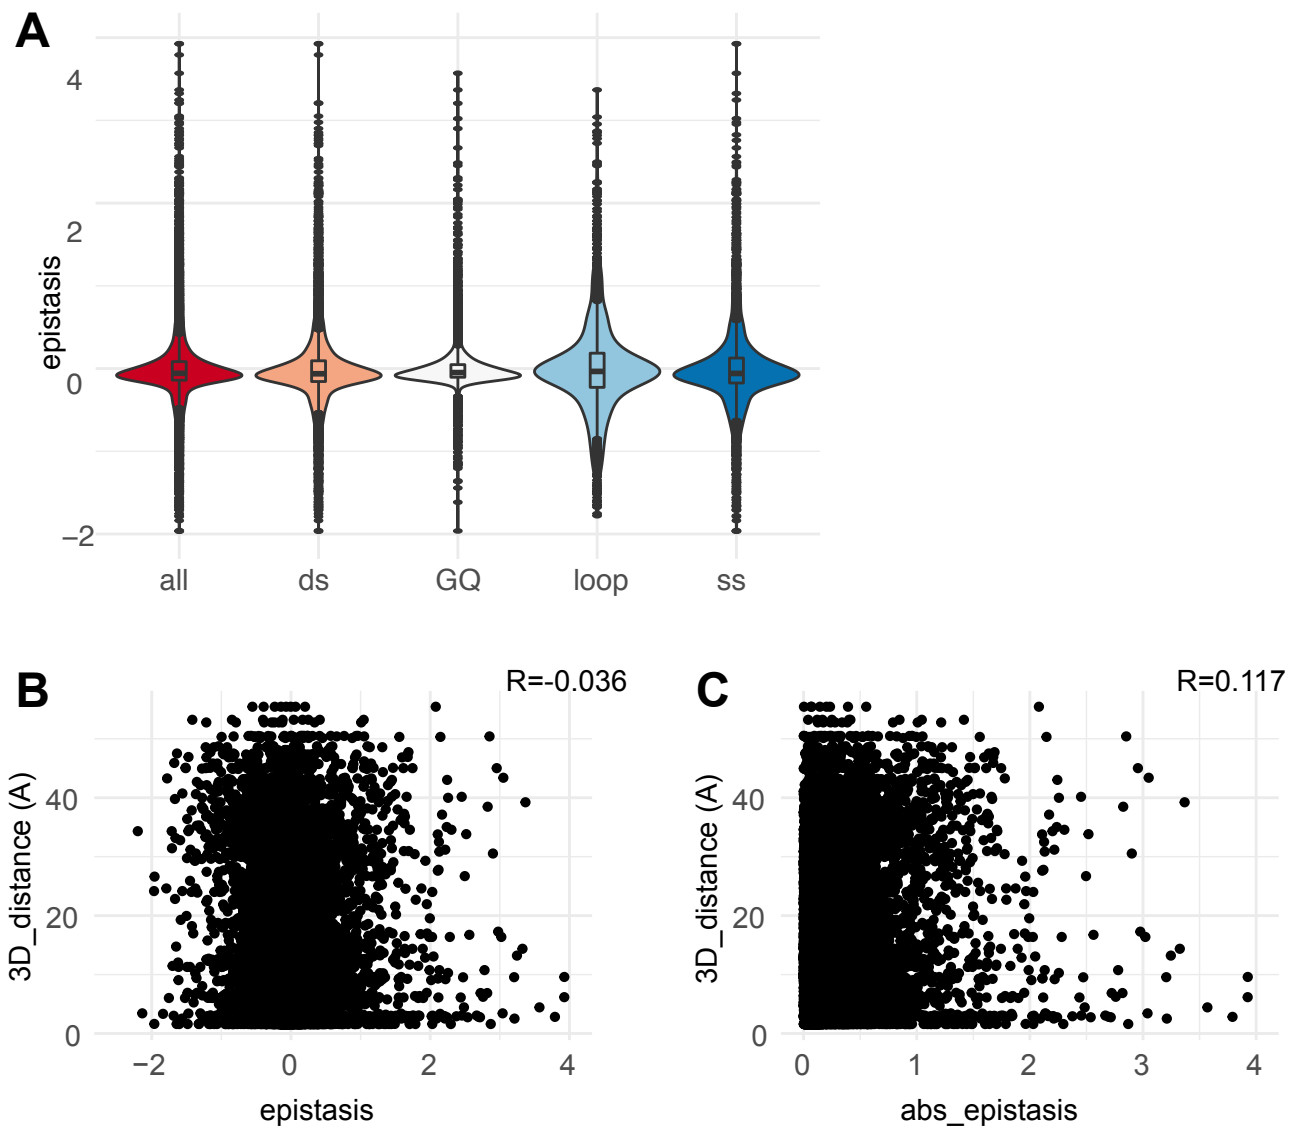 A
epistasis
4
2
0
−2
all ds GQ loop ss
B
R=-0.036
3D_distance (A)
40
20
0
−2 0 2 4
epistasis
C
R=0.117
3D_distance (A)
40
20
0
0 1 2 3 4
abs_epistasis